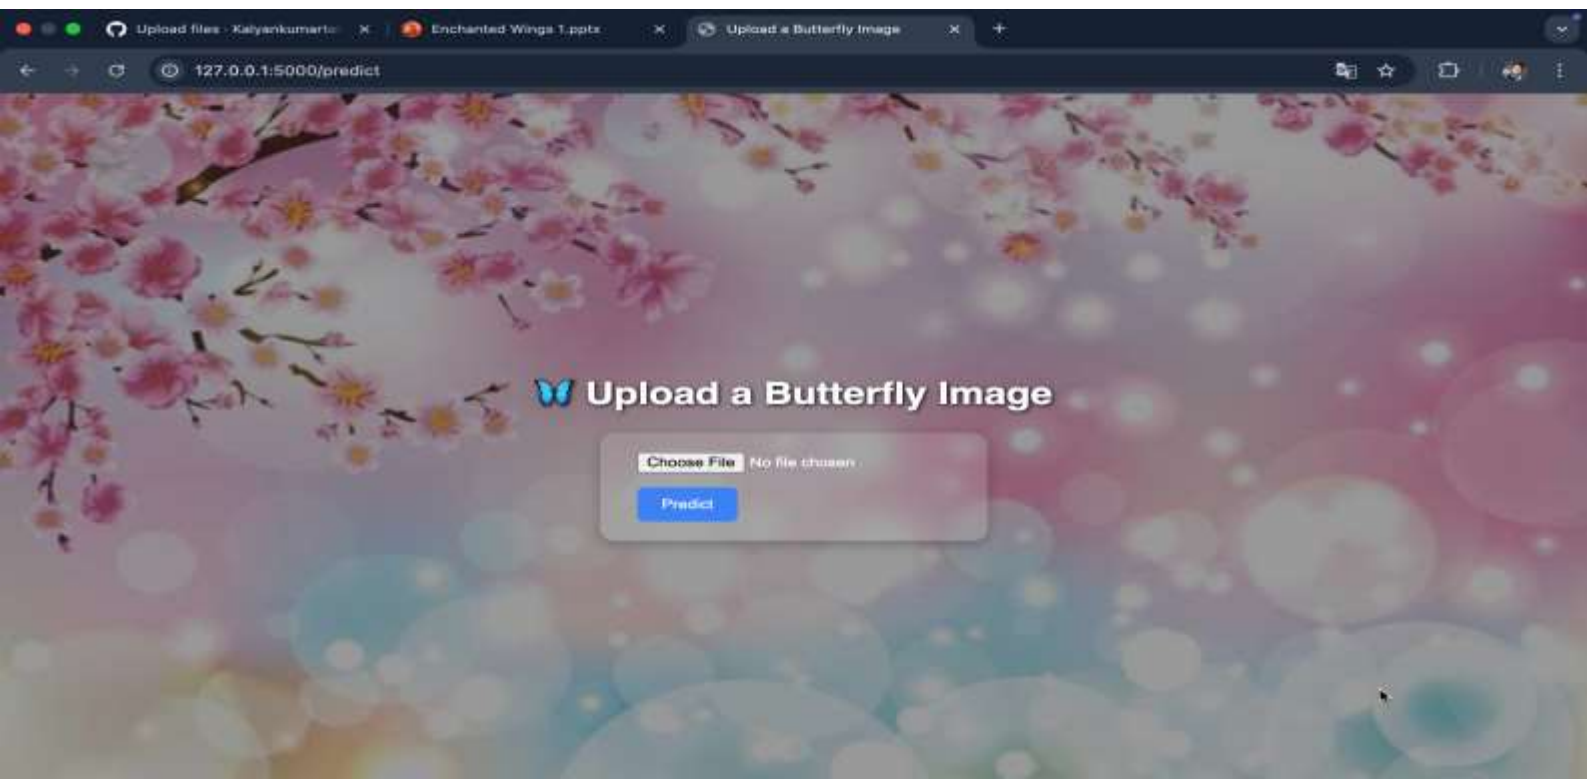 Upload files · Kalyankumarto
Enchanted Wings 1.pptx
Upload a Butterfly Image
127.0.0.1:5000/predict
Upload a Butterfly Image
Choose File No file chosen
Predict